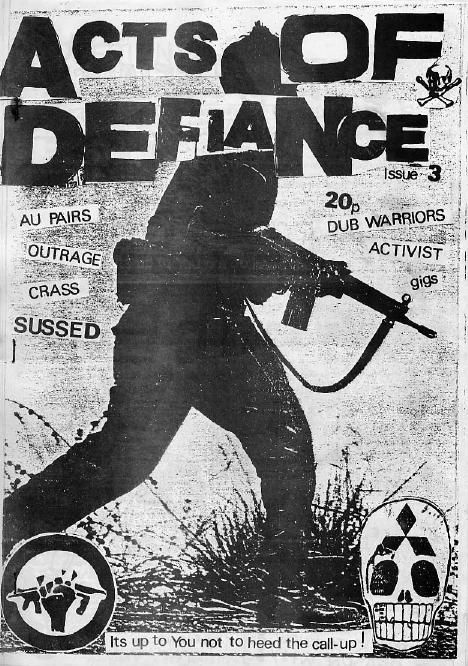 ACTS OF
DEFIANCE
Issue 3
20p
AU PAIRS
DUB WARRIORS
OUTRAGE
ACTIVIST
CRASS
gigs
SUSSED
Its up to You not to heed the call-up!